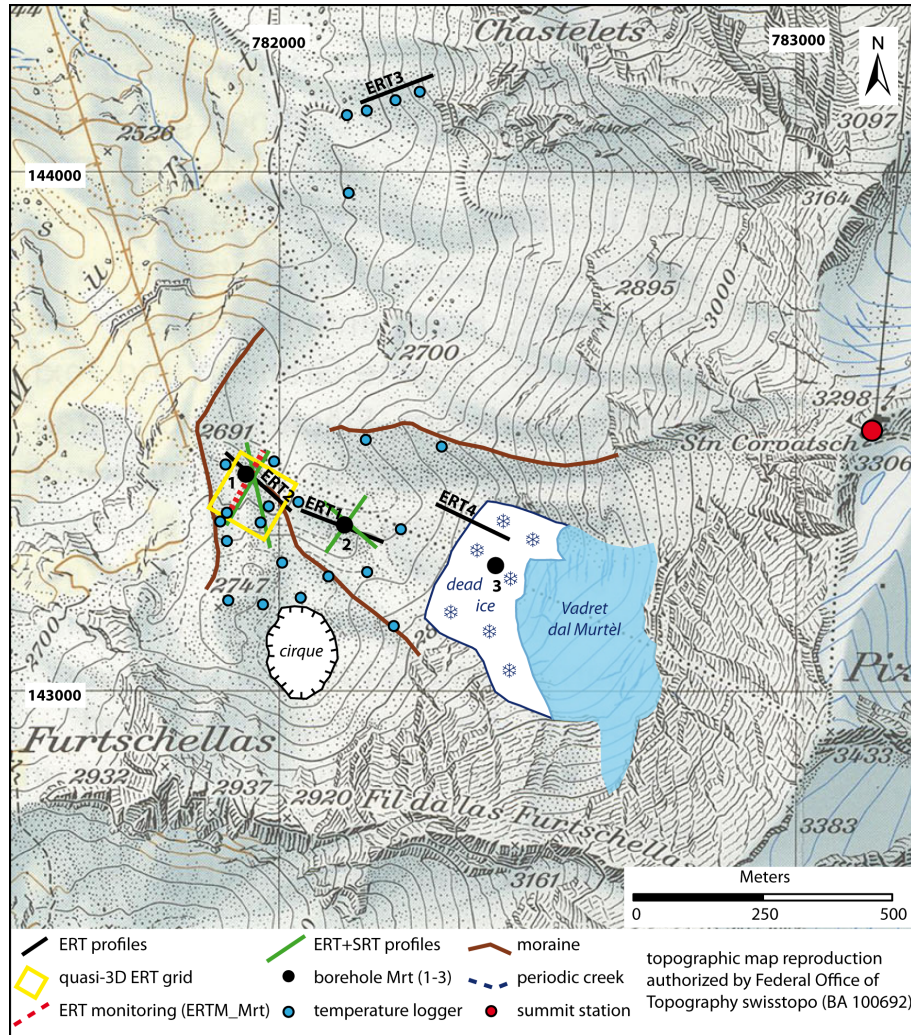 782000
783000
Chastelets
N
ERT3
2526
3097
144000
3164
r
s
u
2895
3000
2700
3298
M
2691
Stn Corvatsch
3306
1
ERT2
ERT1
ERT4
2
3
dead
ice
2747
Vadret
dal Murtèl
28
2700
cirque
143000
Piz
Furtschellas
3433
2932
2937
2920
Fil da las Furtschellas
3383
3161
Meters
0
250
500
ERT profiles
ERT+SRT profiles
moraine
quasi-3D ERT grid
borehole Mrt (1-3)
periodic creek
ERT monitoring (ERTM_Mrt)
temperature logger
summit station
topographic map reproduction
authorized by Federal Office of
Topography swisstopo (BA 100692)